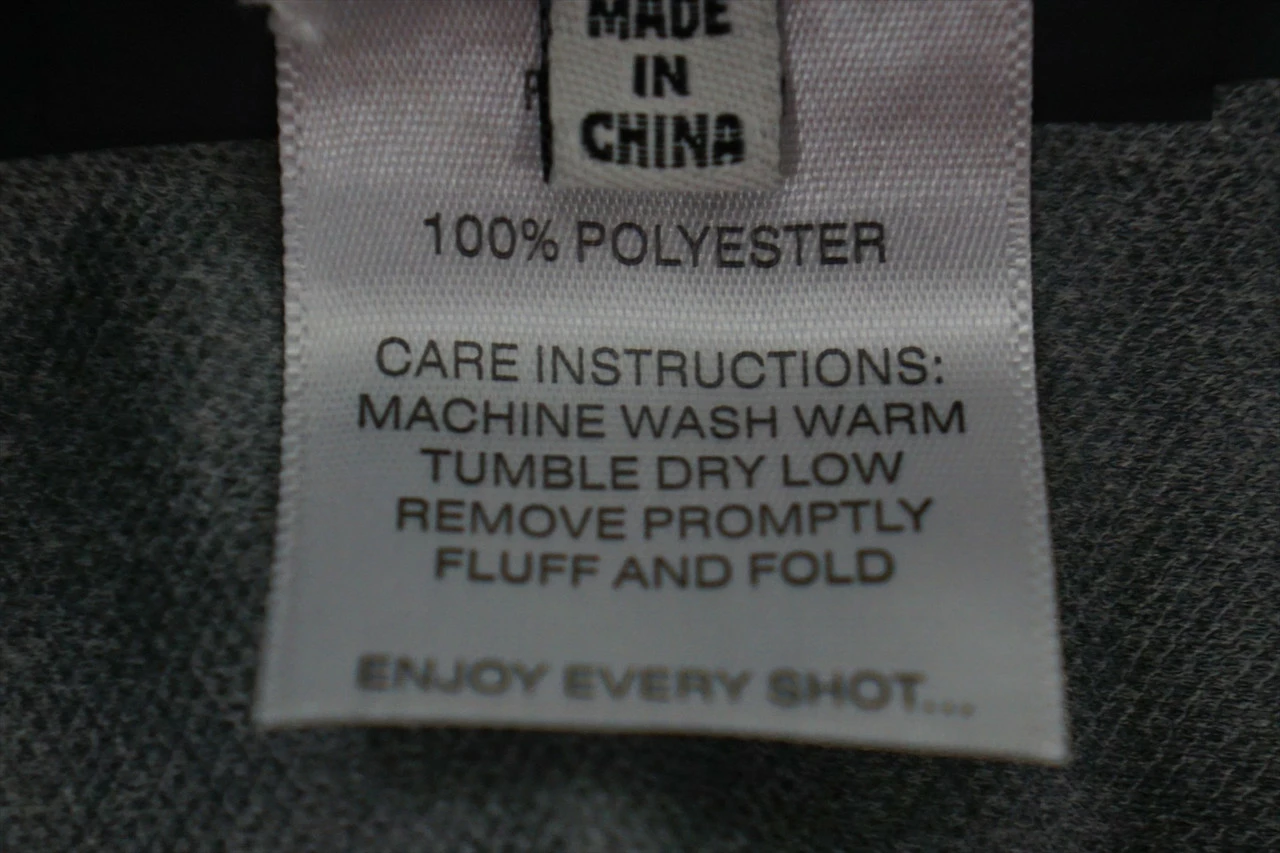 MADE
IN
CHINA
100% POLYESTER
CARE INSTRUCTIONS:
MACHINE WASH WARM
TUMBLE DRY LOW
REMOVE PROMPTLY
FLUFF AND FOLD
ENJOY EVERY SHOT...